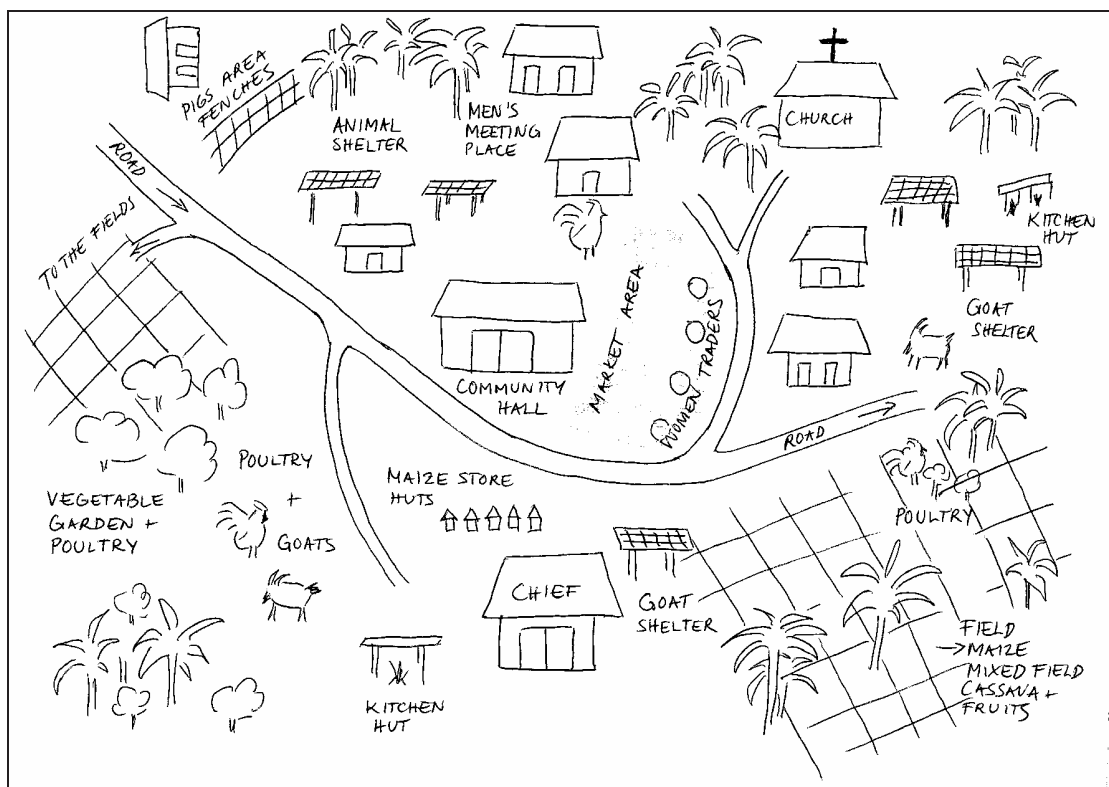 PIGS AREA
FENCHES
ANIMAL
SHELTER
MEN'S
MEETING
PLACE
CHURCH
ROAD
TO THE FIELDS
KITCHEN
HUT
GOAT
SHELTER
MARKET AREA
WOMEN TRADERS
COMMUNITY
HALL
ROAD
VEGETABLE
GARDEN +
POULTRY
POULTRY
+
GOATS
MAIZE STORE
HUTS
POULTRY
CHIEF
GOAT
SHELTER
KITCHEN
HUT
FIELD
→ MAIZE
MIXED FIELD
CASSAVA +
FRUITS